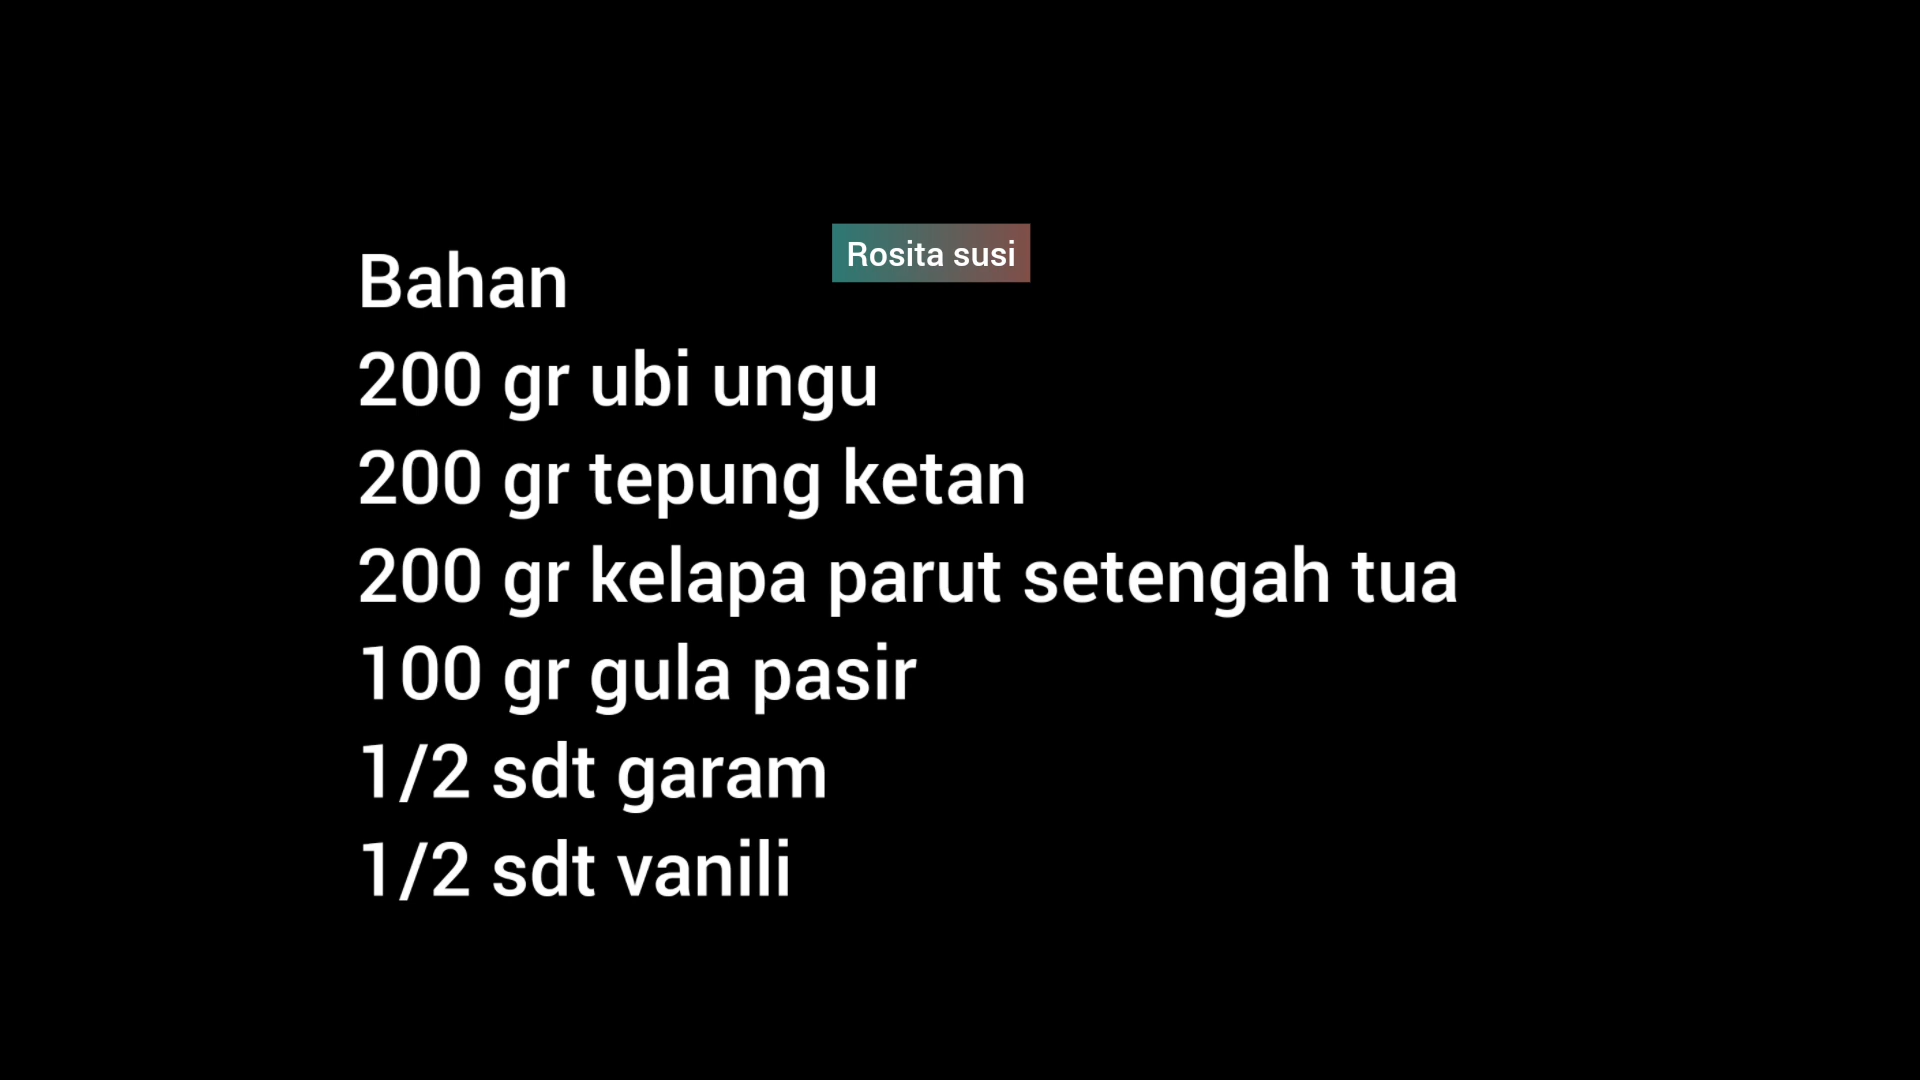 Rosita susi
Bahan
200 gr ubi ungu
200 gr tepung ketan
200 gr kelapa parut setengah tua
100 gr gula pasir
1/2 sdt garam
1/2 sdt vanili